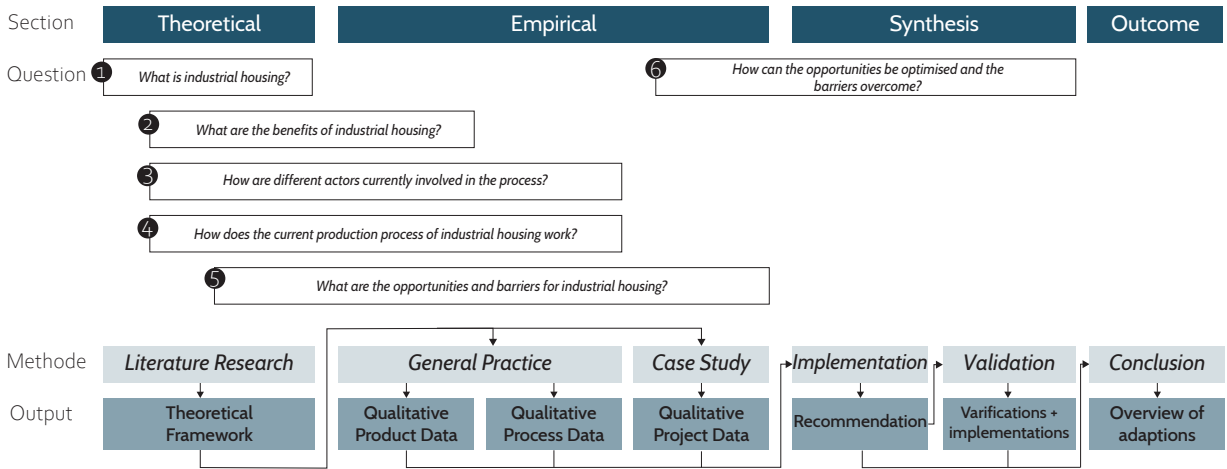 Section
Theoretical
Empirical
Synthesis
Outcome
Question
1
What is industrial housing?
6
How can the opportunities be optimised and the
barriers overcome?
2
What are the benefits of industrial housing?
3
How are different actors currently involved in the process?
4
How does the current production process of industrial housing work?
5
What are the opportunities and barriers for industrial housing?
Methode
Literature Research
General Practice
Case Study
Implementation
Validation
Conclusion
Output
Theoretical
Framework
Qualitative
Product Data
Qualitative
Process Data
Qualitative
Project Data
Recommendation
Varifications +
implementations
Overview of
adaptions